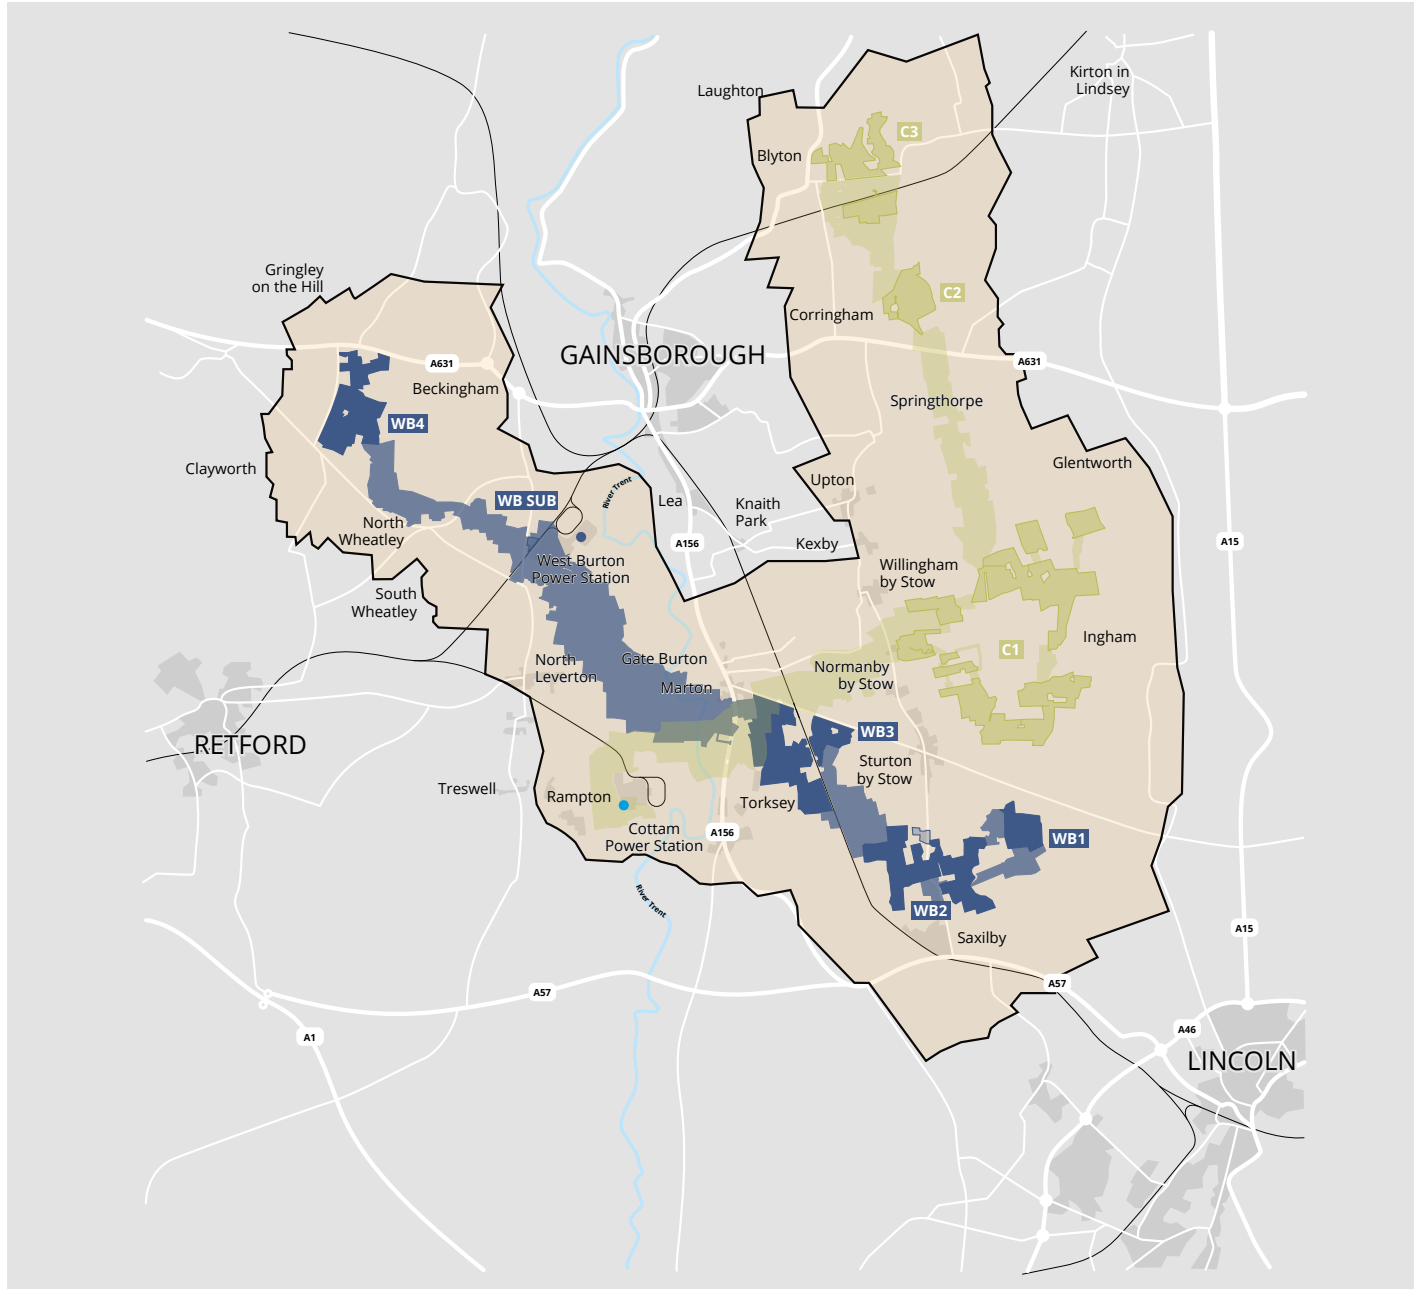 Kirton in
Lindsey
Laughton
C3
Blyton
Gringley
on the Hill
C2
Corringham
GAINSBOROUGH
A631
A631
Beckingham
Springthorpe
WB4
Clayworth
Glentworth
Upton
WB SUB
River Trent
Lea
Knaith
Park
North
Wheatley
A156
Kexby
A15
West Burton
Power Station
Willingham
by Stow
South
Wheatley
Ingham
C1
North
Leverton
Gate Burton
Marton
Normanby
by Stow
RETFORD
WB3
Sturton
by Stow
Treswell
Rampton
Torksey
Cottam
Power Station
A156
WB1
River Trent
WB2
Saxilby
A15
A57
A57
A1
A46
LINCOLN